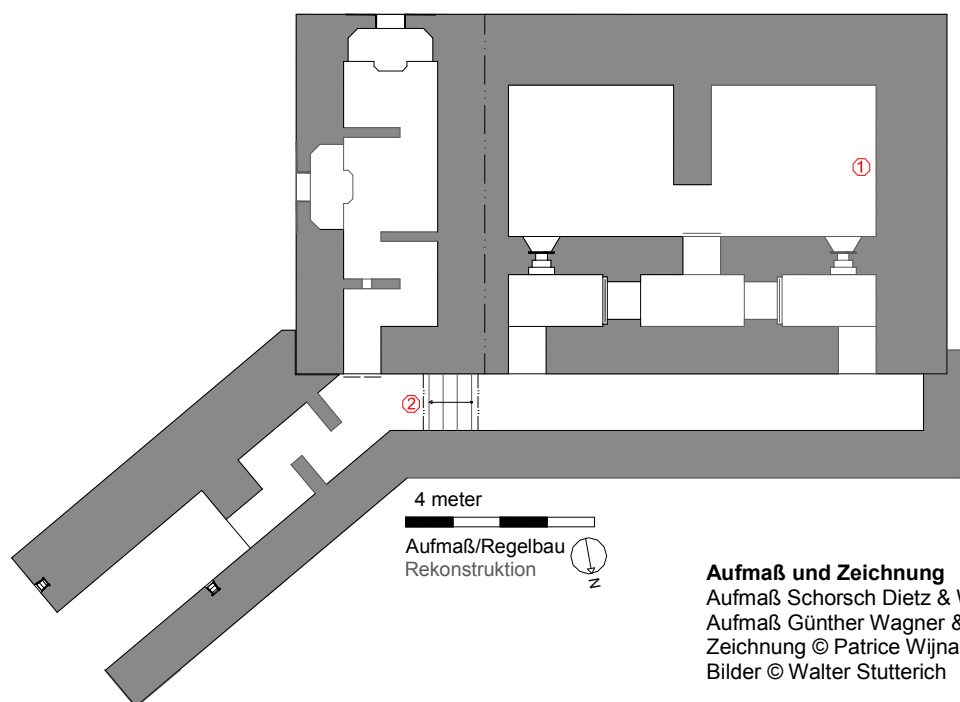 1
2
4 meter
Aufmaß/Regelbau
Rekonstruktion
N
Aufmaß und Zeichnung
Aufmaß Schorsch Dietz &
Aufmaß Günther Wagner &
Zeichnung © Patrice
Bilder © Walter Stutterich